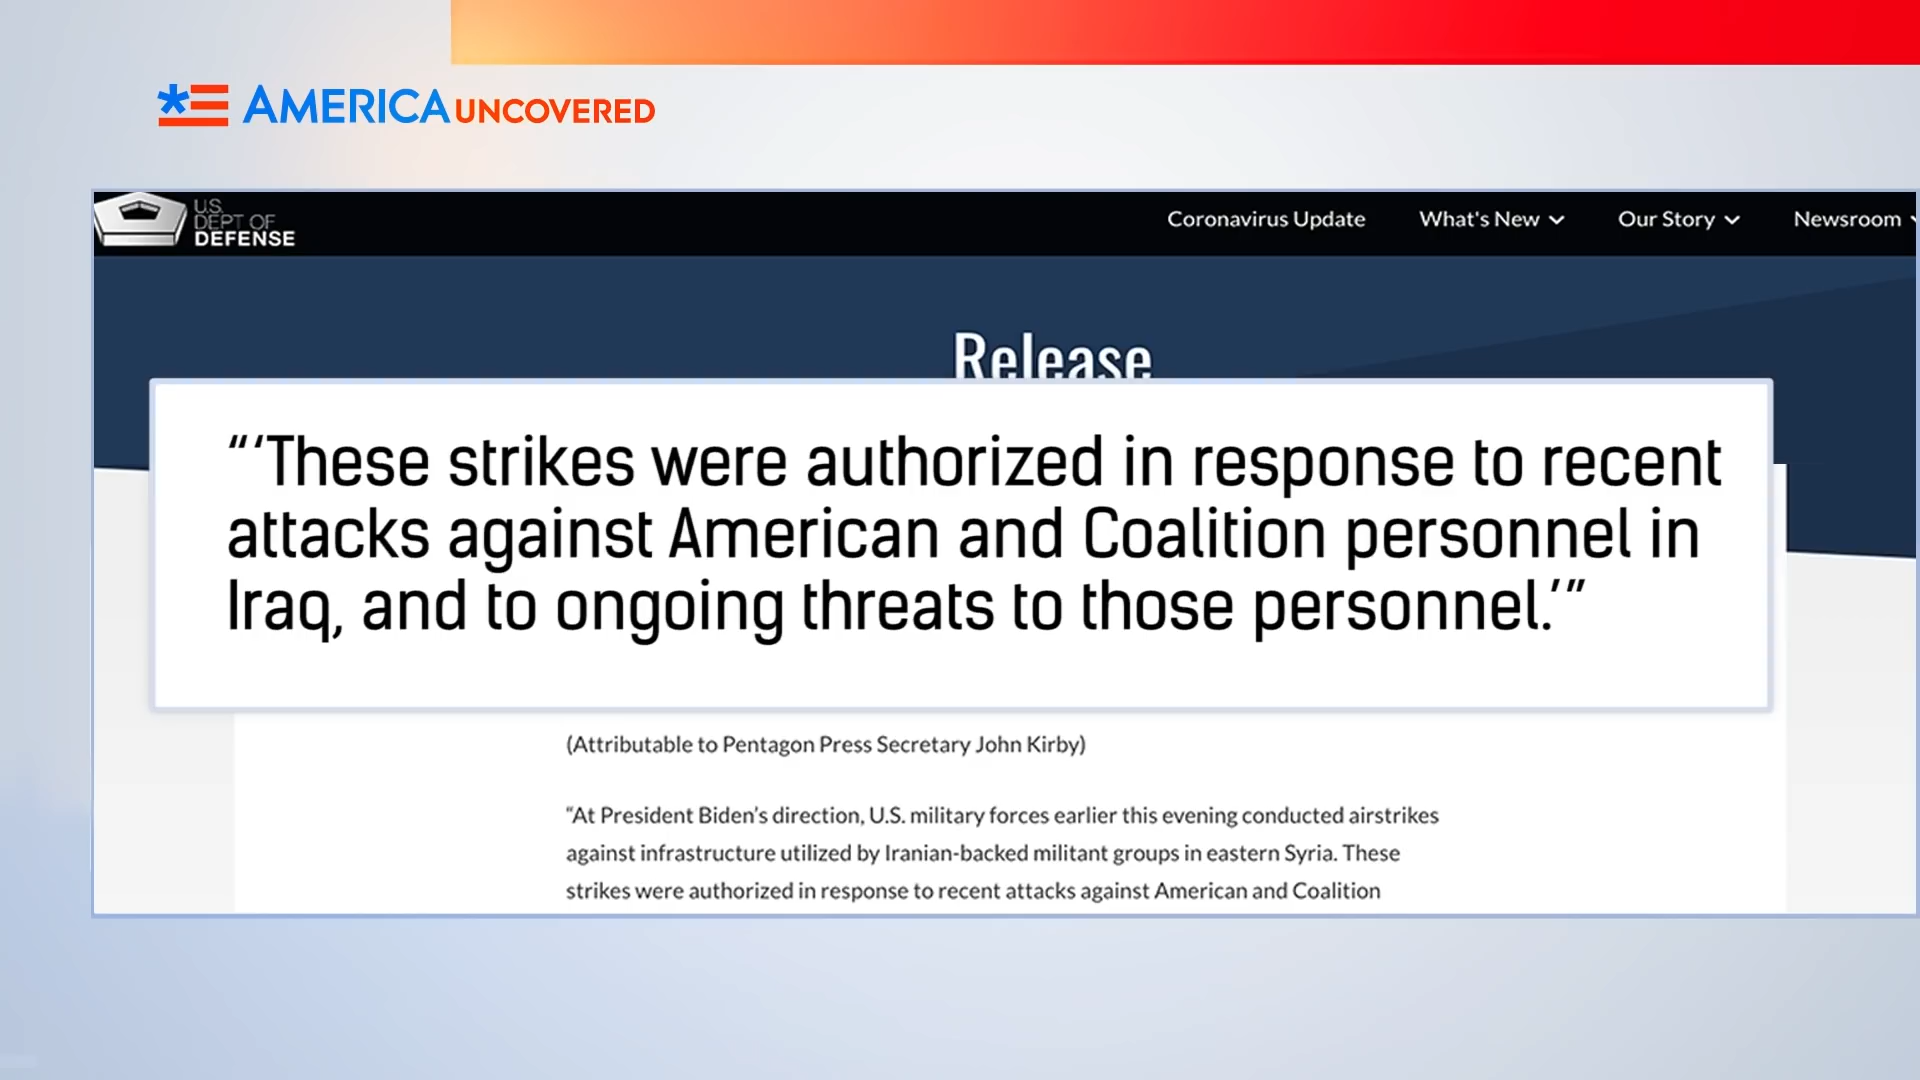 AMERICA UNCOVERED
U.S.
DEPT OF
DEFENSE
Coronavirus Update What's New Our Story Newsroom
Release
“‘These strikes were authorized in response to recent
attacks against American and Coalition personnel in
Iraq, and to ongoing threats to those personnel.’”
(Attributable to Pentagon Press Secretary John Kirby)
“At President Biden’s direction, U.S. military forces earlier this evening conducted airstrikes
against infrastructure utilized by Iranian-backed militant groups in eastern Syria. These
strikes were authorized in response to recent attacks against American and Coalition